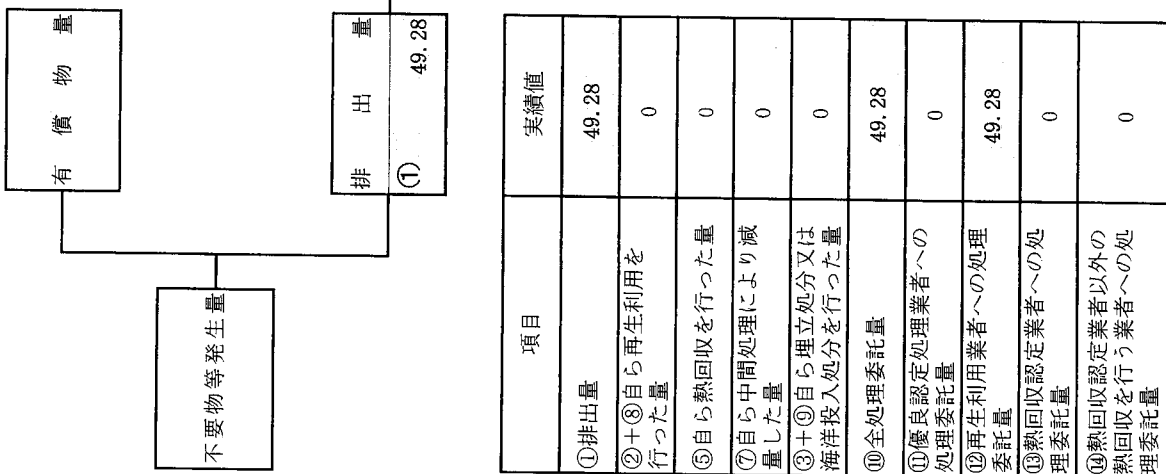 有償物量
不要物等発生量
排出量
① 49.28
項目 実績値
①排出量 49.28
②+⑧自ら再生利用を
行った量 0
⑤自ら熱回収を行った量 0
⑦自ら中間処理により減
量した量 0
③+⑨自ら埋立処分又は
海洋投入処分を行った量 0
⑩全処理委託量 49.28
⑪優良認定処理業者への
処理委託量 0
⑫再生利用業者への処理
委託量 49.28
⑬熱回収認定業者への処
理委託量 0
⑭熱回収認定業者以外の
熱回収を行う業者への処
理委託量 0